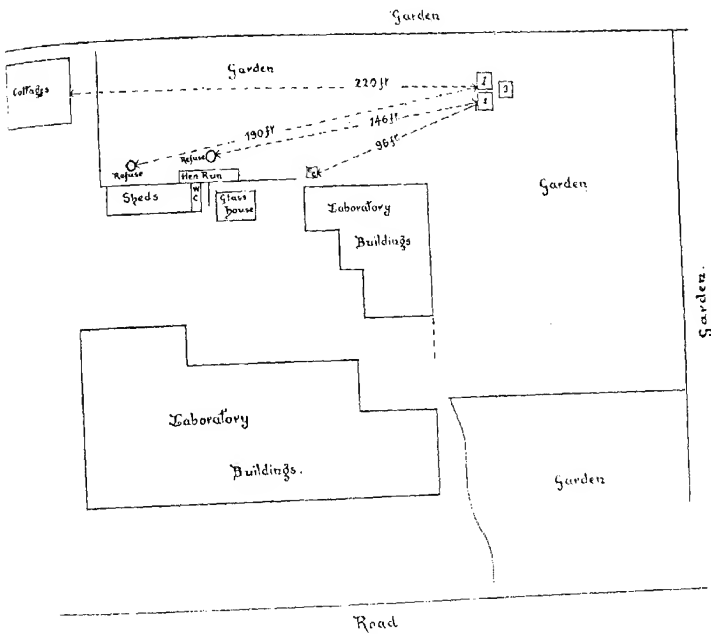 Garden
Garden
Cottages
220 ft
1
2
3
190 ft
146 ft
96 ft
Refuse
Refuse
Hen Run
Sheds
W C
Glass
house
Laboratory
Buildings
Garden
Garden.
Laboratory
Buildings.
Garden
Road